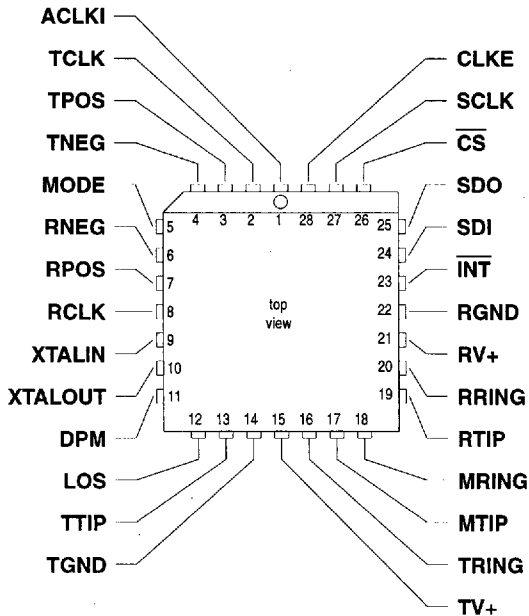 ACLKI
TCLK
TPOS
TNEG
MODE
RNEG
RPOS
RCLK
XTALIN
XTALOUT
DPM
LOS
TTIP
TGND
CLKE
SCLK
C̅S̅
SDO
SDI
I̅N̅T̅
RGND
RV+
RRING
RTIP
MRING
MTIP
TRING
TV+
4 3 2 1 28 27 26
5
6
7
8
9
10
11
25
24
23
22
21
20
19
12 13 14 15 16 17 18
top
view